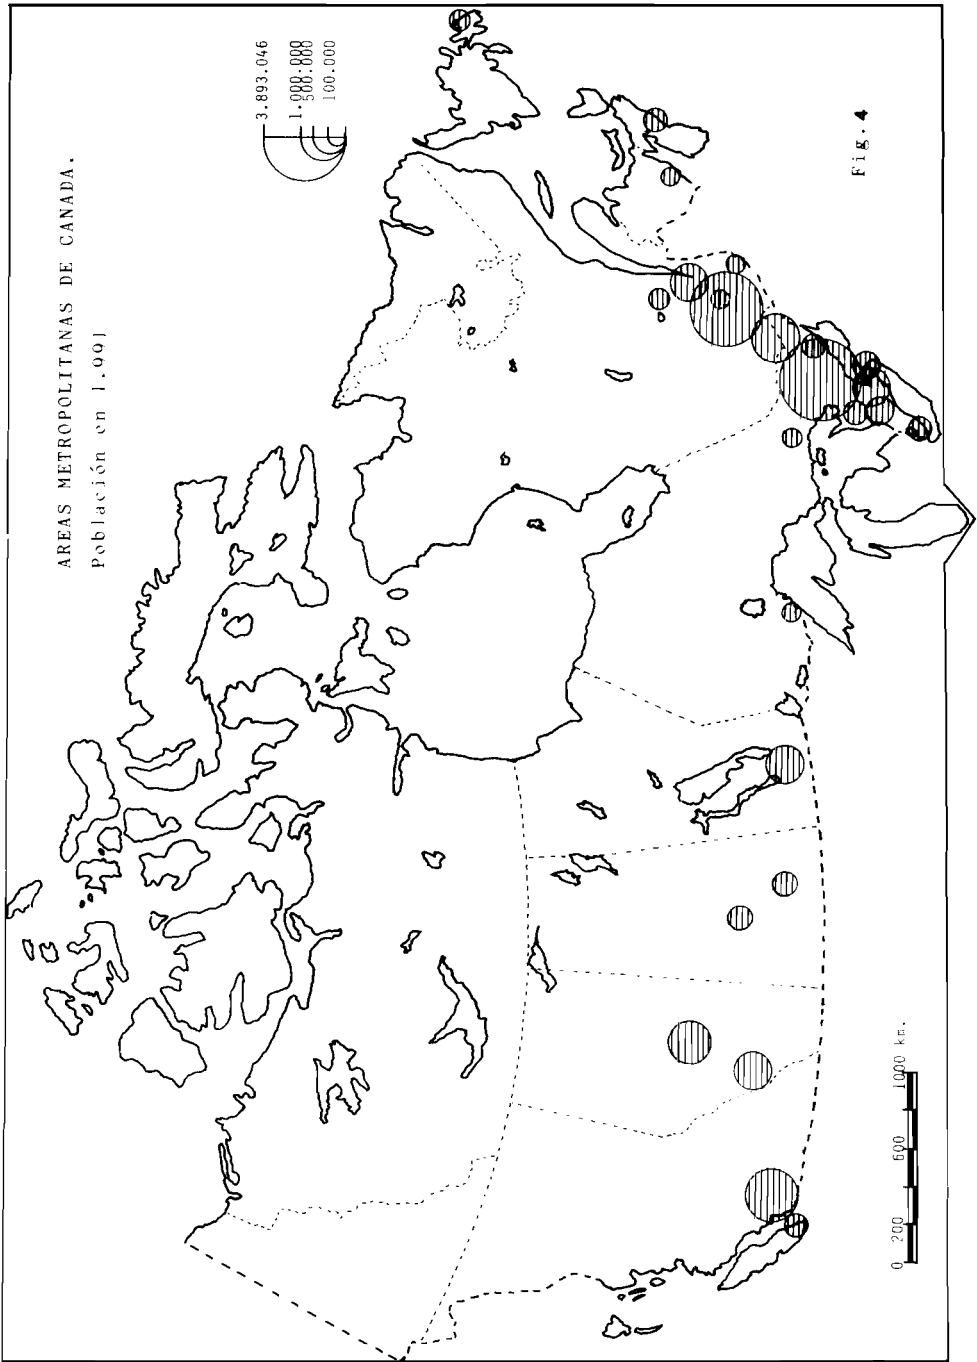 AREAS METROPOLITANAS DE CANADA.
Población en 1.991
3.893.046
1.000.000
500.000
100.000
Fig. 4
0 200 600 1000 km.